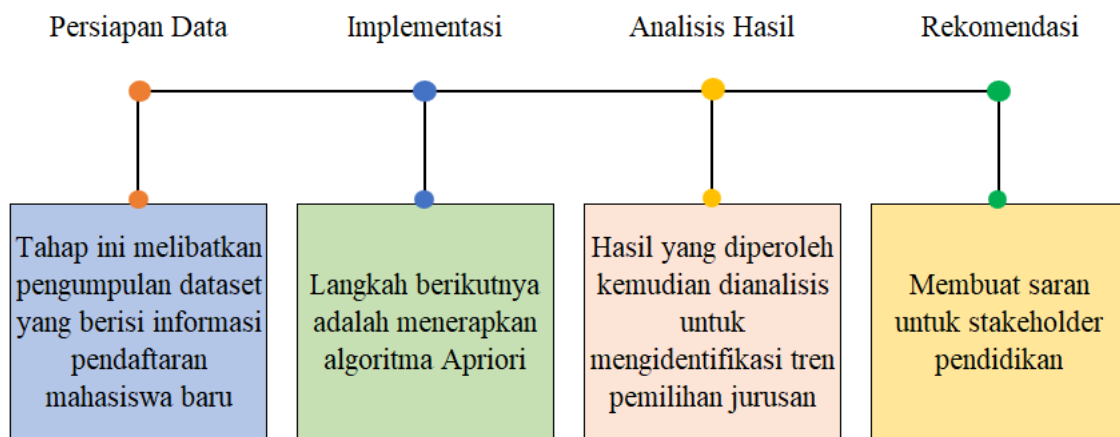 Persiapan Data
Implementasi
Analisis Hasil
Rekomendasi
Tahap ini melibatkan
pengumpulan dataset
yang berisi informasi
pendaftaran
mahasiswa baru
Langkah berikutnya
adalah menerapkan
algoritma Apriori
Hasil yang diperoleh
kemudian dianalisis
untuk
mengidentifikasi tren
pemilihan jurusan
Membuat saran
untuk stakeholder
pendidikan